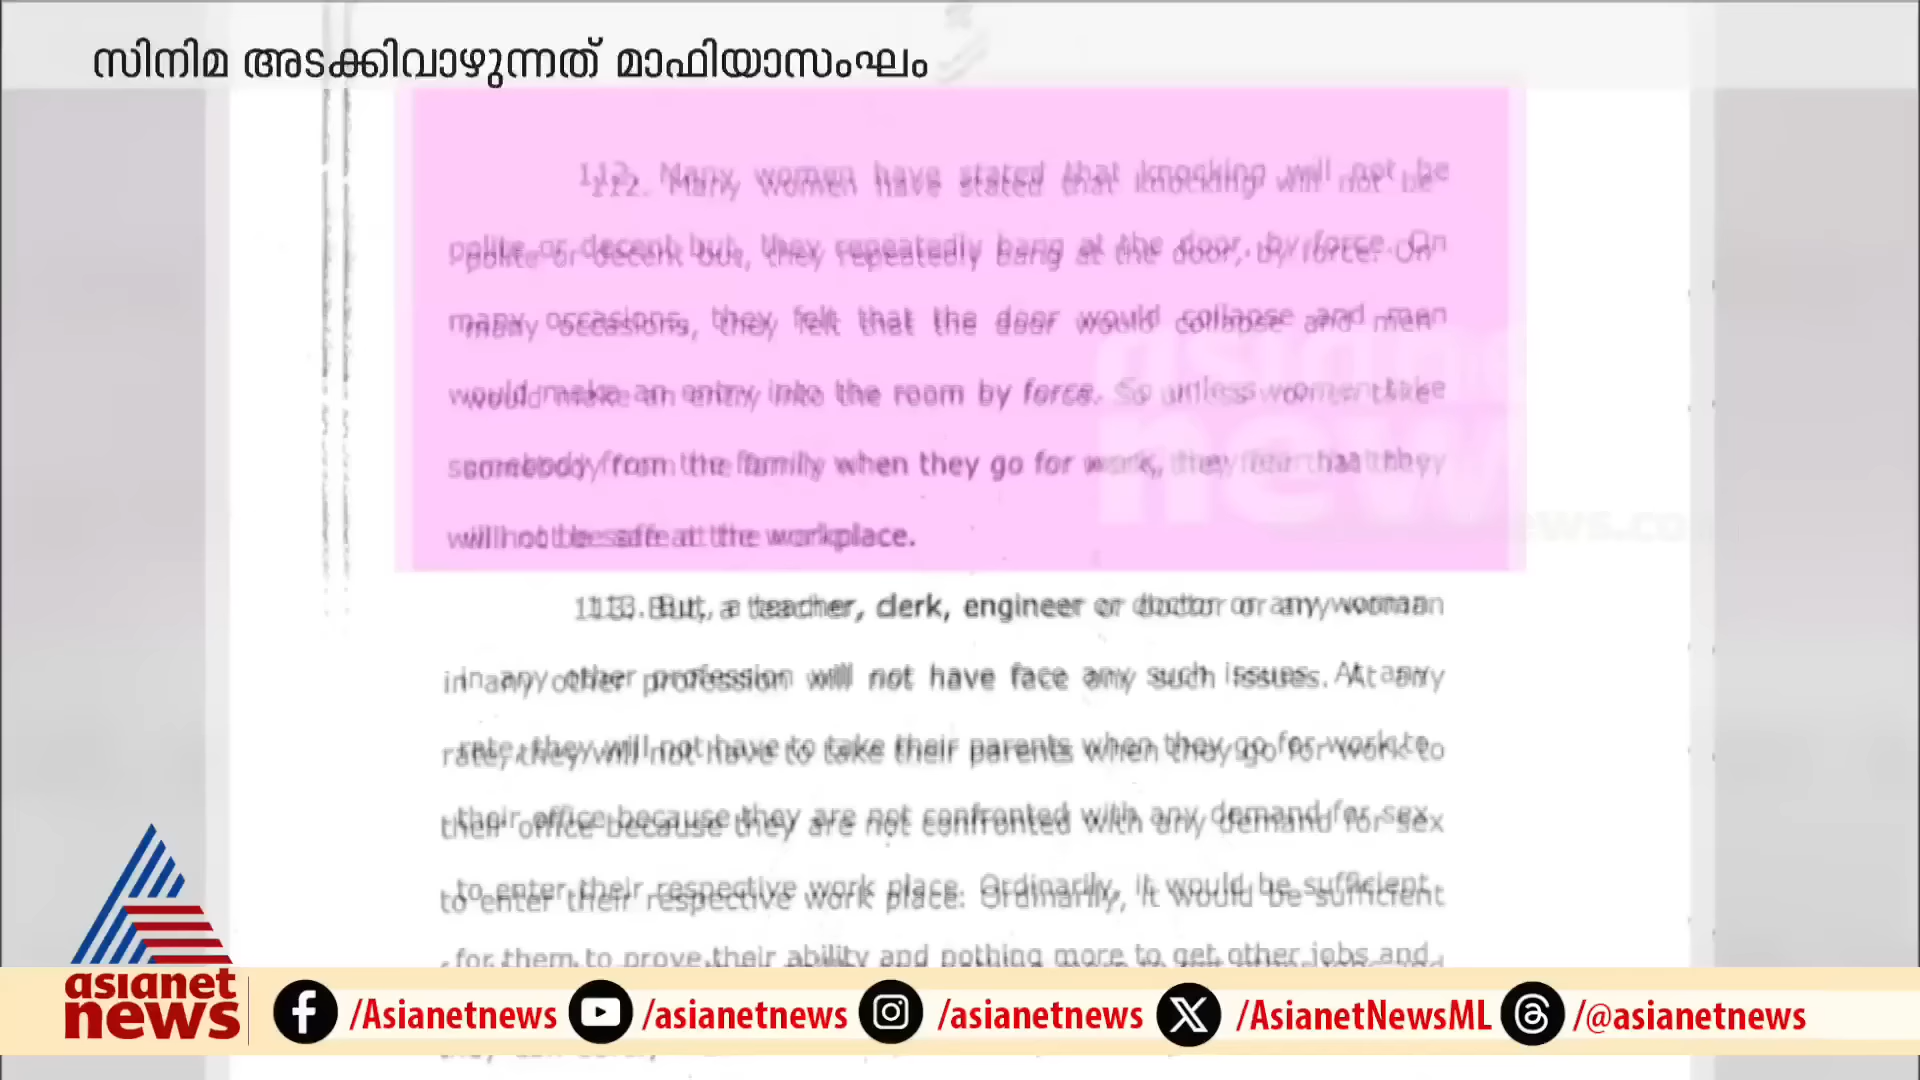 സിനിമ അടക്കിവാഴുന്നത് മാഫിയാസംഘം
112. Many women have stated that knocking will not be
polite or decent but, they repeatedly bang at the door, by force. On
many occasions, they felt that the door would collapse and men
would make an entry into the room by force. So unless women take
somebody from the family when they go for work, they fear that they
will not be safe at the workplace.
asianet
news
news.com
113. But, a teacher, clerk, engineer or doctor or any woman
in any other profession will not have face any such issues. At any
rate, they will not have to take their parents when they go for work to
their office because they are not confronted with any demand for sex
to enter their respective work place. Ordinarily, it would be sufficient
for them to prove their ability and nothing more to get other jobs and
asianet
news
/Asianetnews
/asianetnews
/asianetnews
/AsianetNewsML
/@asianetnews